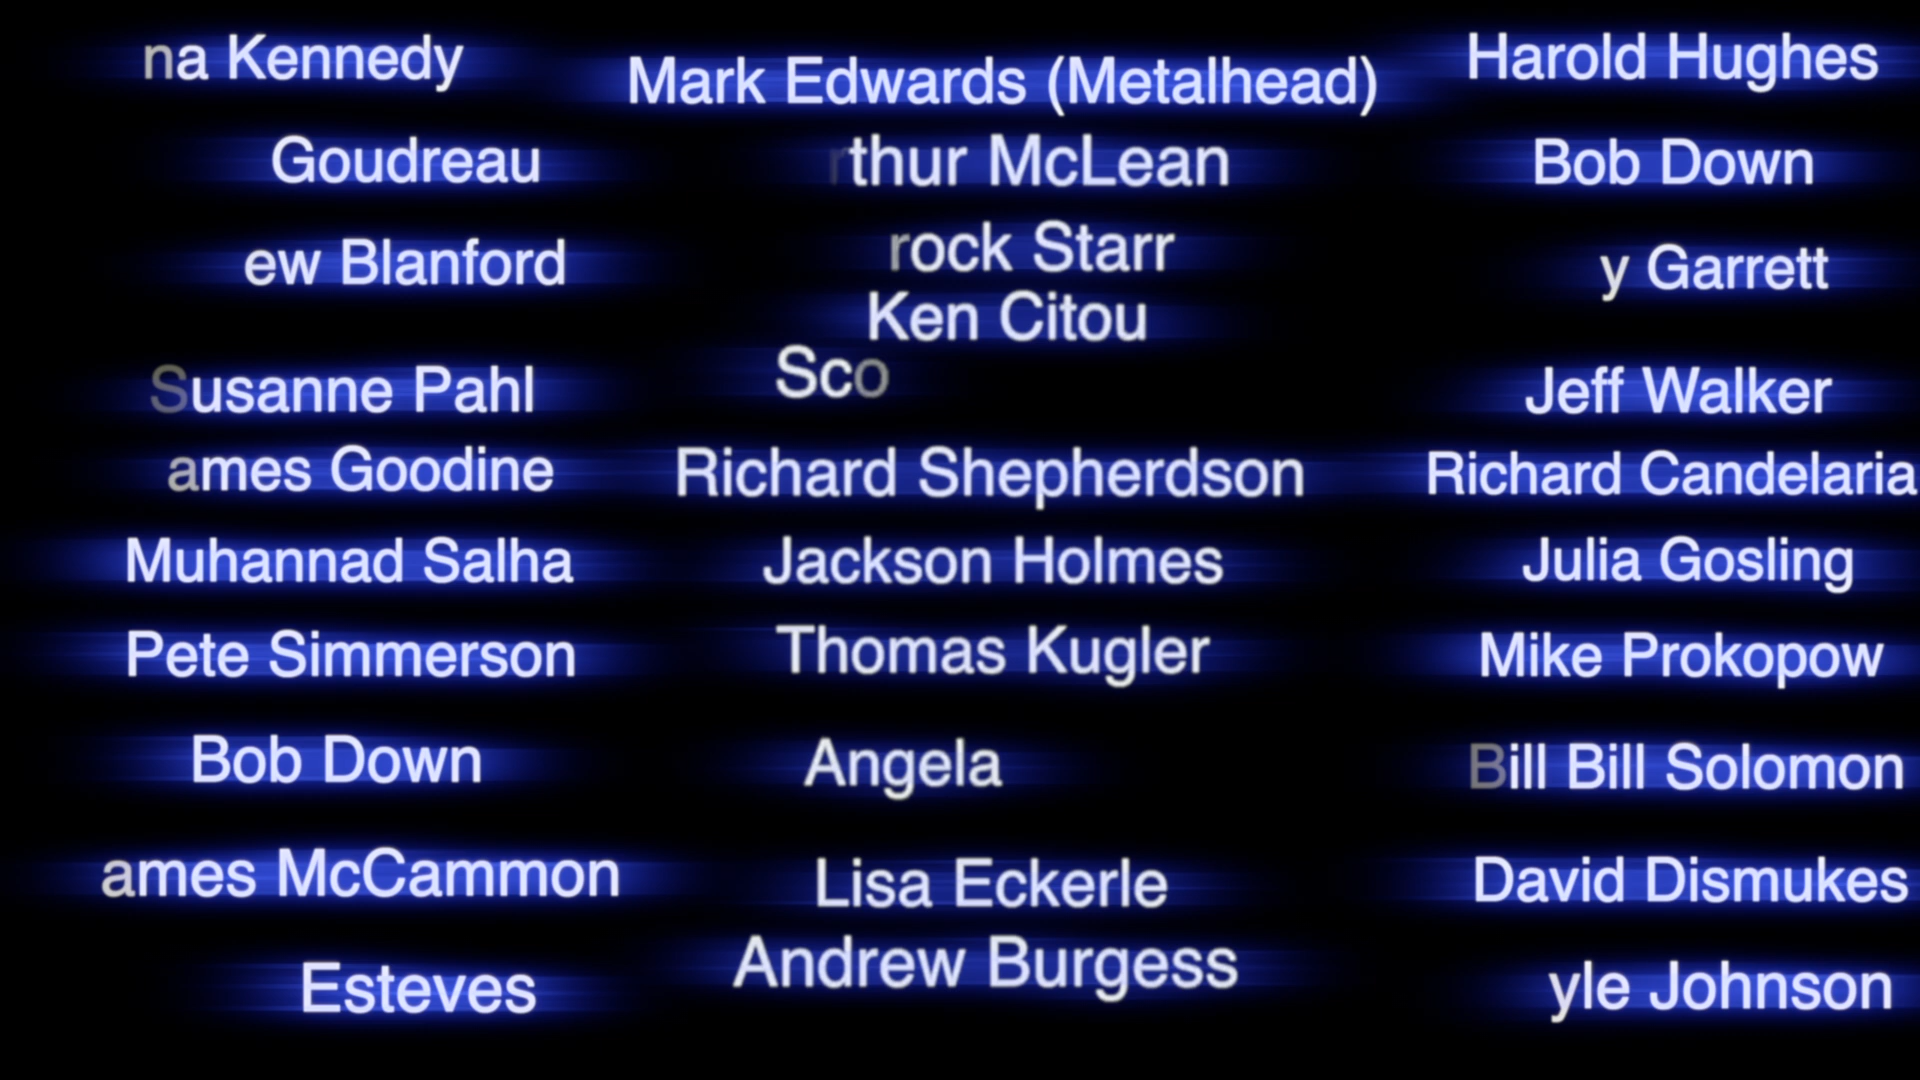 na Kennedy
Goudreau
ew Blanford
Susanne Pahl
ames Goodine
Muhannad Salha
Pete Simmerson
Bob Down
ames McCammon
Esteves
Mark Edwards (Metalhead)
rthur McLean
rock Starr
Ken Citou
Sco
Richard Shepherdson
Jackson Holmes
Thomas Kugler
Angela
Lisa Eckerle
Andrew Burgess
Harold Hughes
Bob Down
y Garrett
Jeff Walker
Richard Candelaria
Julia Gosling
Mike Prokopow
Bill Bill Solomon
David Dismukes
yle Johnson